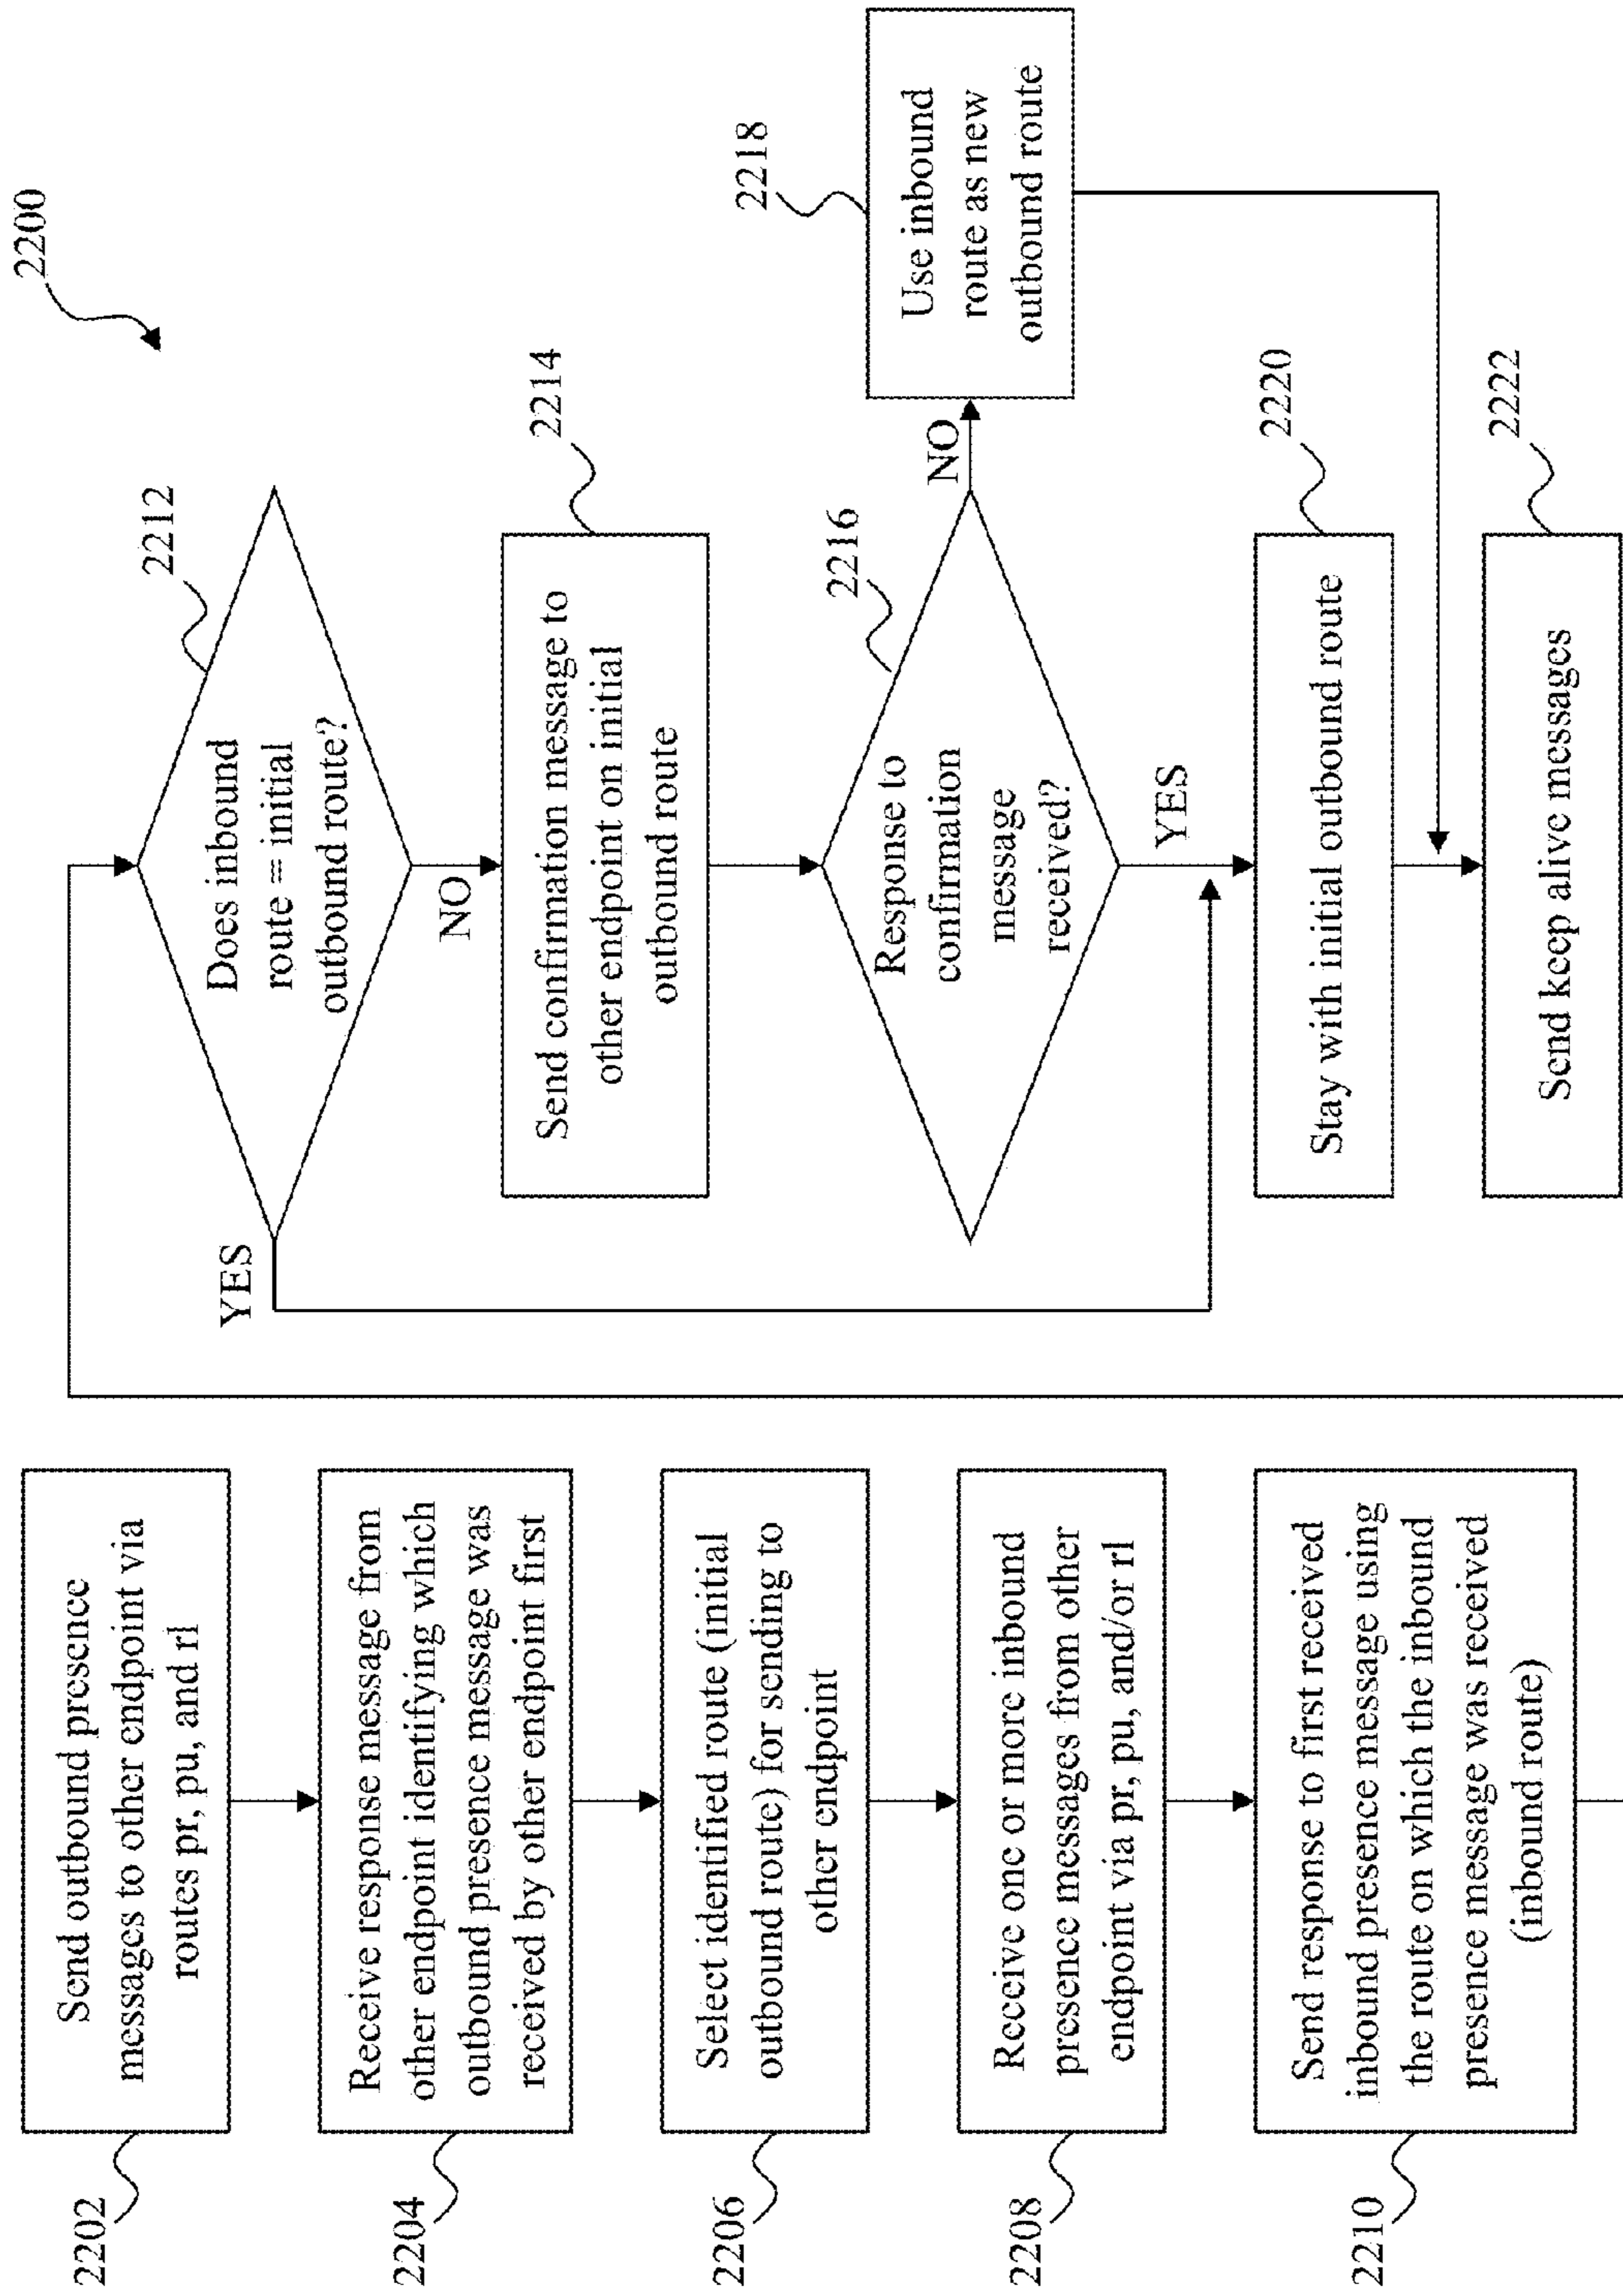 2200
2202
Send outbound presence
messages to other endpoint via
routes pr, pu, and rl
2204
Receive response message from
other endpoint identifying which
outbound presence message was
received by other endpoint first
2206
Select identified route (initial
outbound route) for sending to
other endpoint
2208
Receive one or more inbound
presence messages from other
endpoint via pr, pu, and/or rl
2210
Send response to first received
inbound presence message using
the route on which the inbound
presence message was received
(inbound route)
2212
Does inbound
route = initial
outbound route?
YES
NO
2214
Send confirmation message to
other endpoint on initial
outbound route
2216
Response to
confirmation
message
received?
NO
YES
2218
Use inbound
route as new
outbound route
2220
Stay with initial outbound route
2222
Send keep alive messages